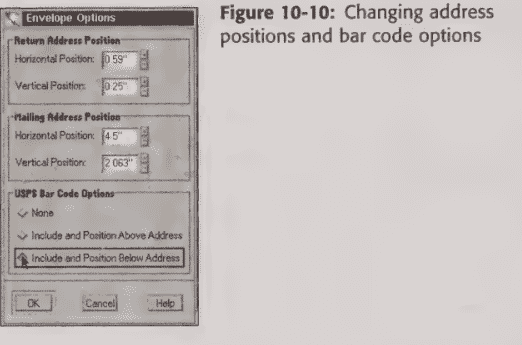 Envelope Options
Return Address Position
Horizontal Position: 0.59"
Vertical Position: 0.25"
Mailing Address Position
Horizontal Position: 4.5"
Vertical Position: 2.063"
USPS Bar Code Options
None
Include and Position Above Address
Include and Position Below Address
OK Cancel Help
Figure 10-10: Changing address
positions and bar code options